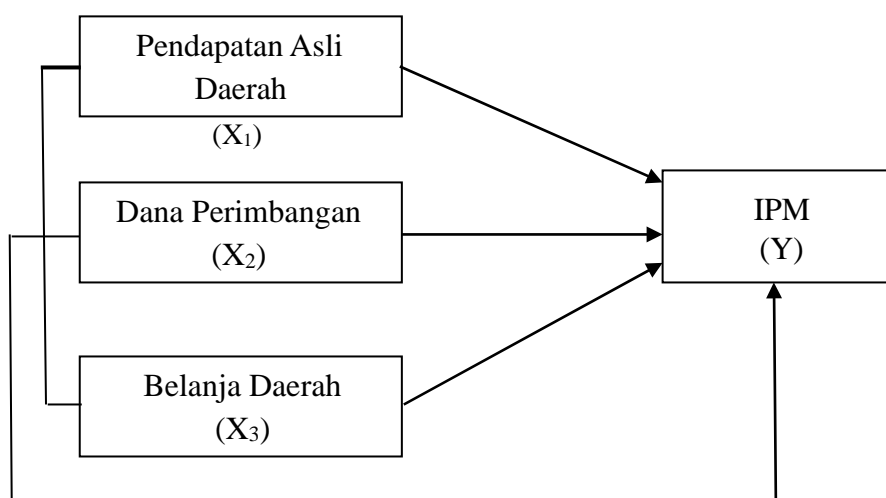 Pendapatan Asli
Daerah
(X₁)
Dana Perimbangan
(X₂)
Belanja Daerah
(X₃)
IPM
(Y)